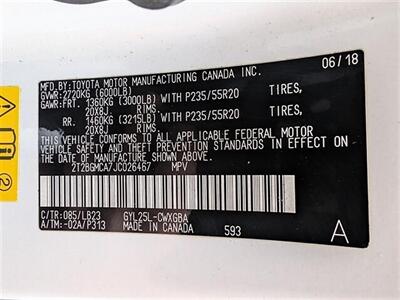 MFD. BY: TOYOTA MOTOR MANUFACTURING CANADA INC. 06/18
GVWR: 2720KG (6000LB)
GAWR: FRT. 1360KG (3000LB) WITH P235/55R20 TIRES,
20X8J RIMS,
RR. 1460KG (3215LB) WITH P235/55R20 TIRES,
20X8J RIMS,
THIS VEHICLE CONFORMS TO ALL APPLICABLE FEDERAL MOTOR
VEHICLE SAFETY AND BUMPER STANDARDS IN EFFECT ON THE
DATE OF MANUFACTURE SHOWN ABOVE.
2T2BGMCA7JC026467 MPV
C/TR: 085/LB23 GYL25L-CWXGBA
A/TM: -02A/P313 MADE IN CANADA 593 A
2